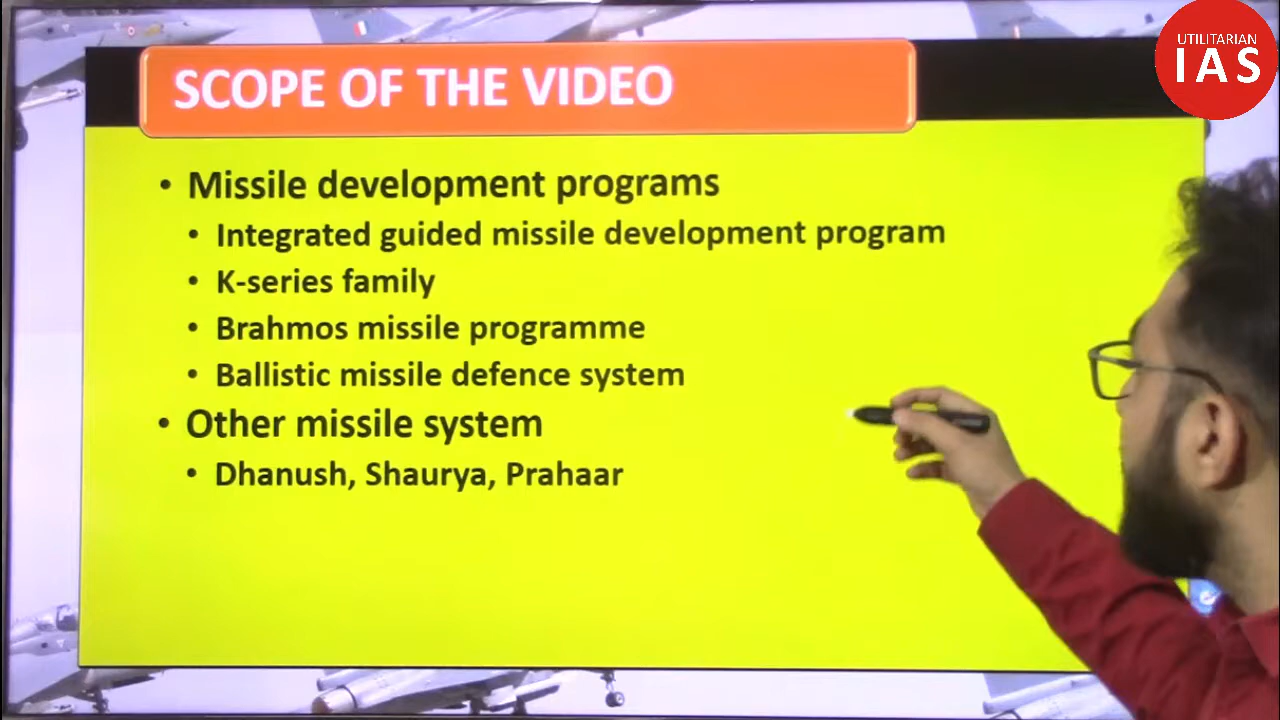 UTILITARIAN
IAS
SCOPE OF THE VIDEO
• Missile development programs
• Integrated guided missile development program
• K-series family
• Brahmos missile programme
• Ballistic missile defence system
• Other missile system
• Dhanush, Shaurya, Prahaar